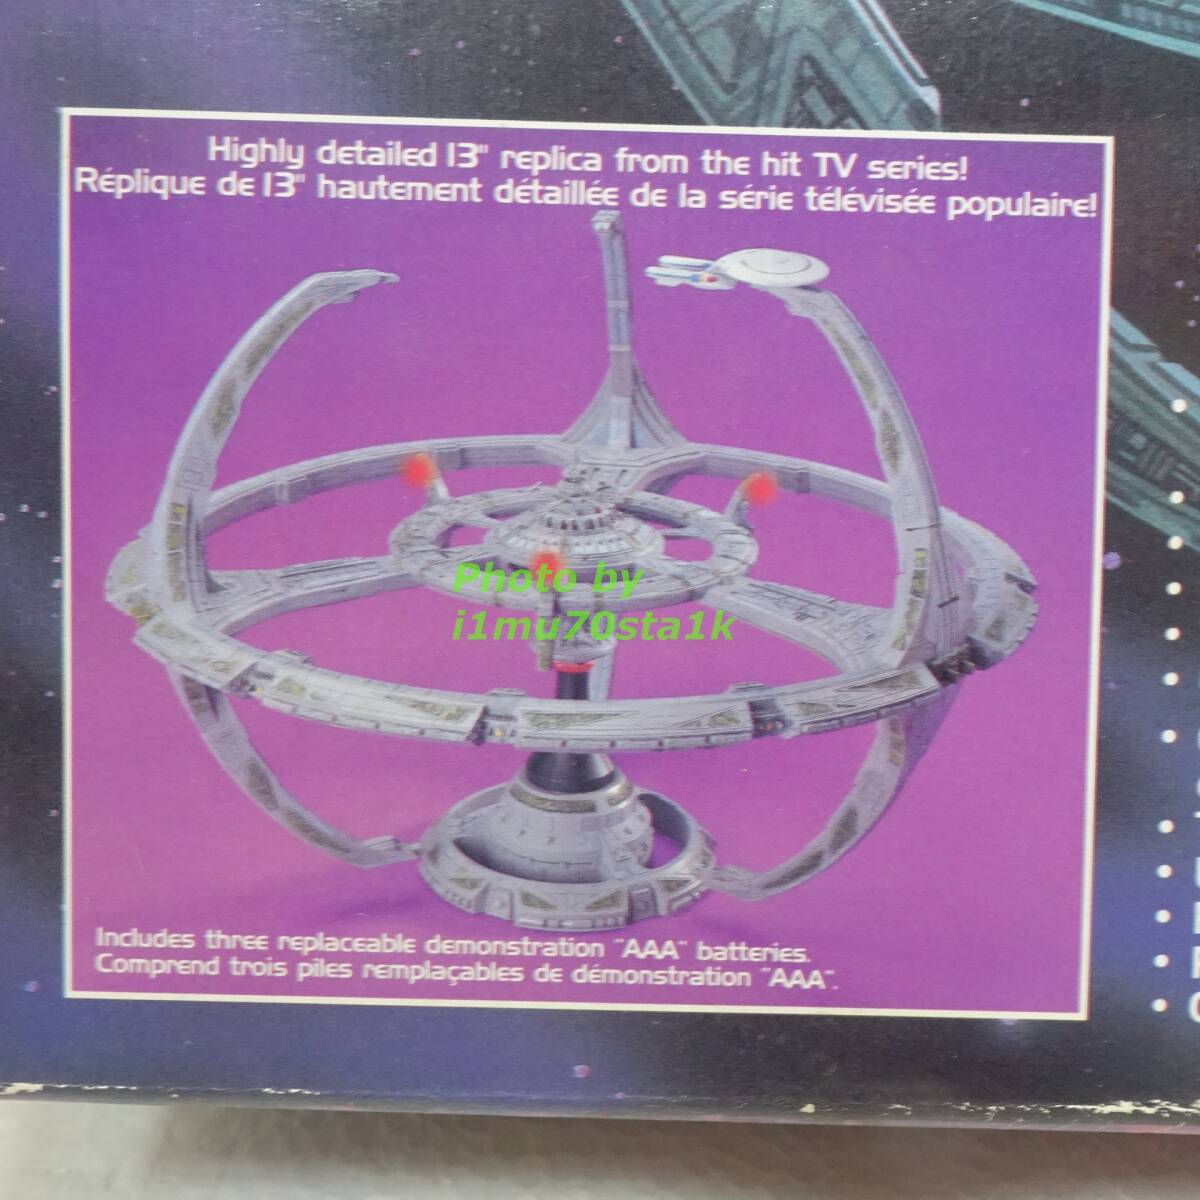 Highly detailed 13" replica from the hit TV series!
Réplique de 13" hautement détaillée de la série télévisée populaire!
Photo by
i1mu70sta1k
Includes three replaceable demonstration "AAA" batteries.
Comprend trois piles remplaçables de démonstration "AAA".